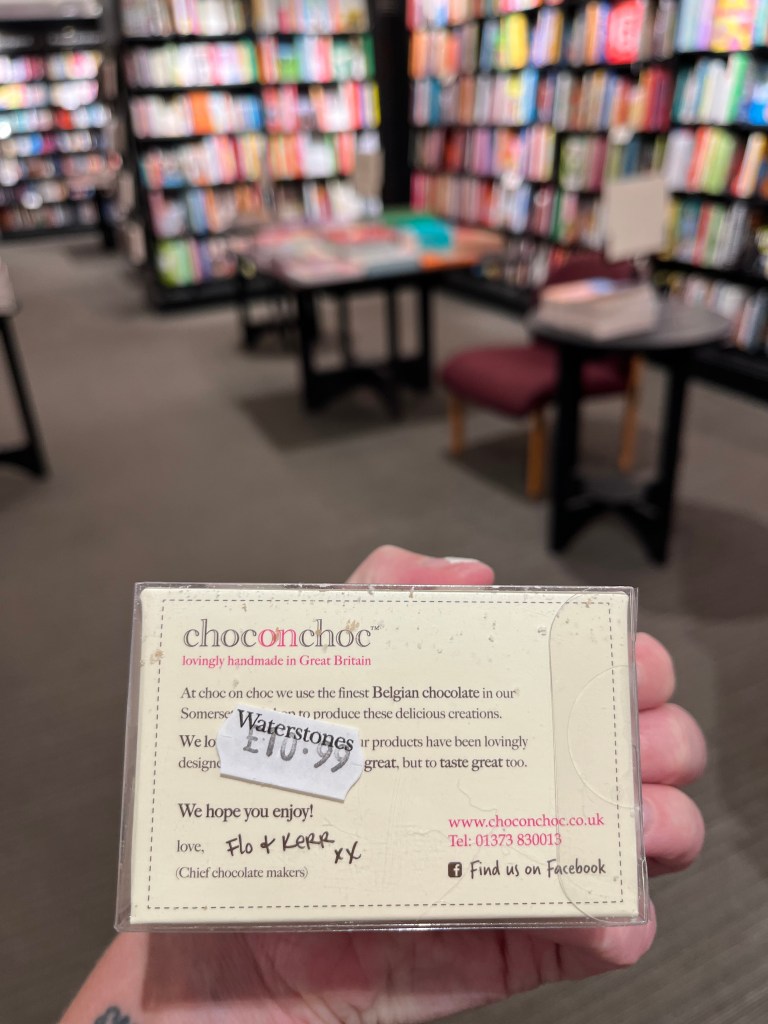 choconchoc™
lovingly handmade in Great Britain
At choc on choc we use the finest Belgian chocolate in our
Somerset to produce these delicious creations.
Waterstones
£10.99
We products have been lovingly
great, but to taste great too.
We hope you enjoy!
love, Flo & Kerr xx
(Chief chocolate makers)
www.choconchoc.co.uk
Tel: 01373 830013
Find us on Facebook